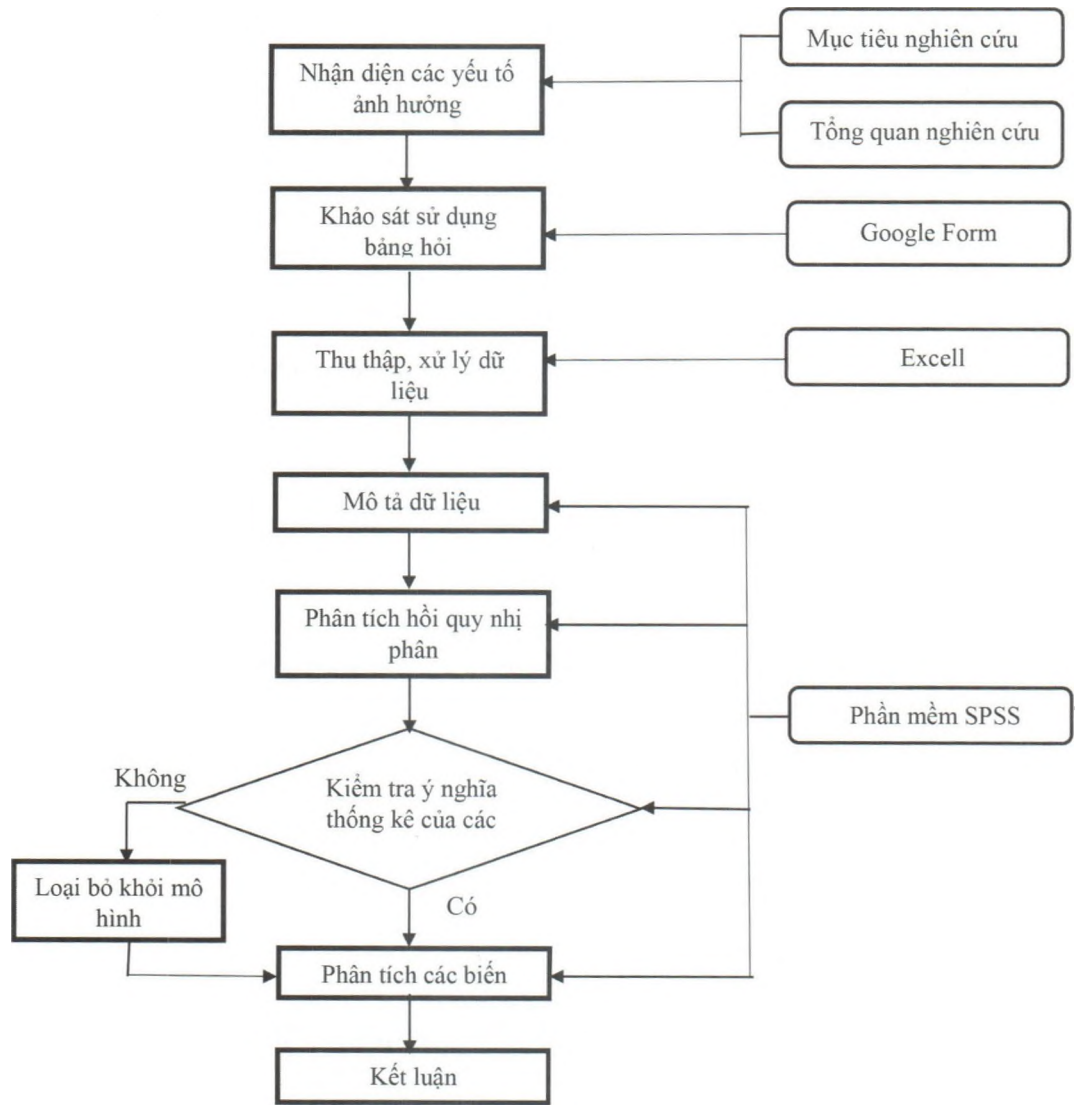 Mục tiêu nghiên cứu
Nhận diện các yếu tố
ảnh hưởng
Tổng quan nghiên cứu
Khảo sát sử dụng
bảng hỏi
Google Form
Thu thập, xử lý dữ
liệu
Excell
Mô tả dữ liệu
Phân tích hồi quy nhị
phân
Phần mềm SPSS
Không
Kiểm tra ý nghĩa
thống kê của các
Loại bỏ khỏi mô
hình
Có
Phân tích các biến
Kết luận